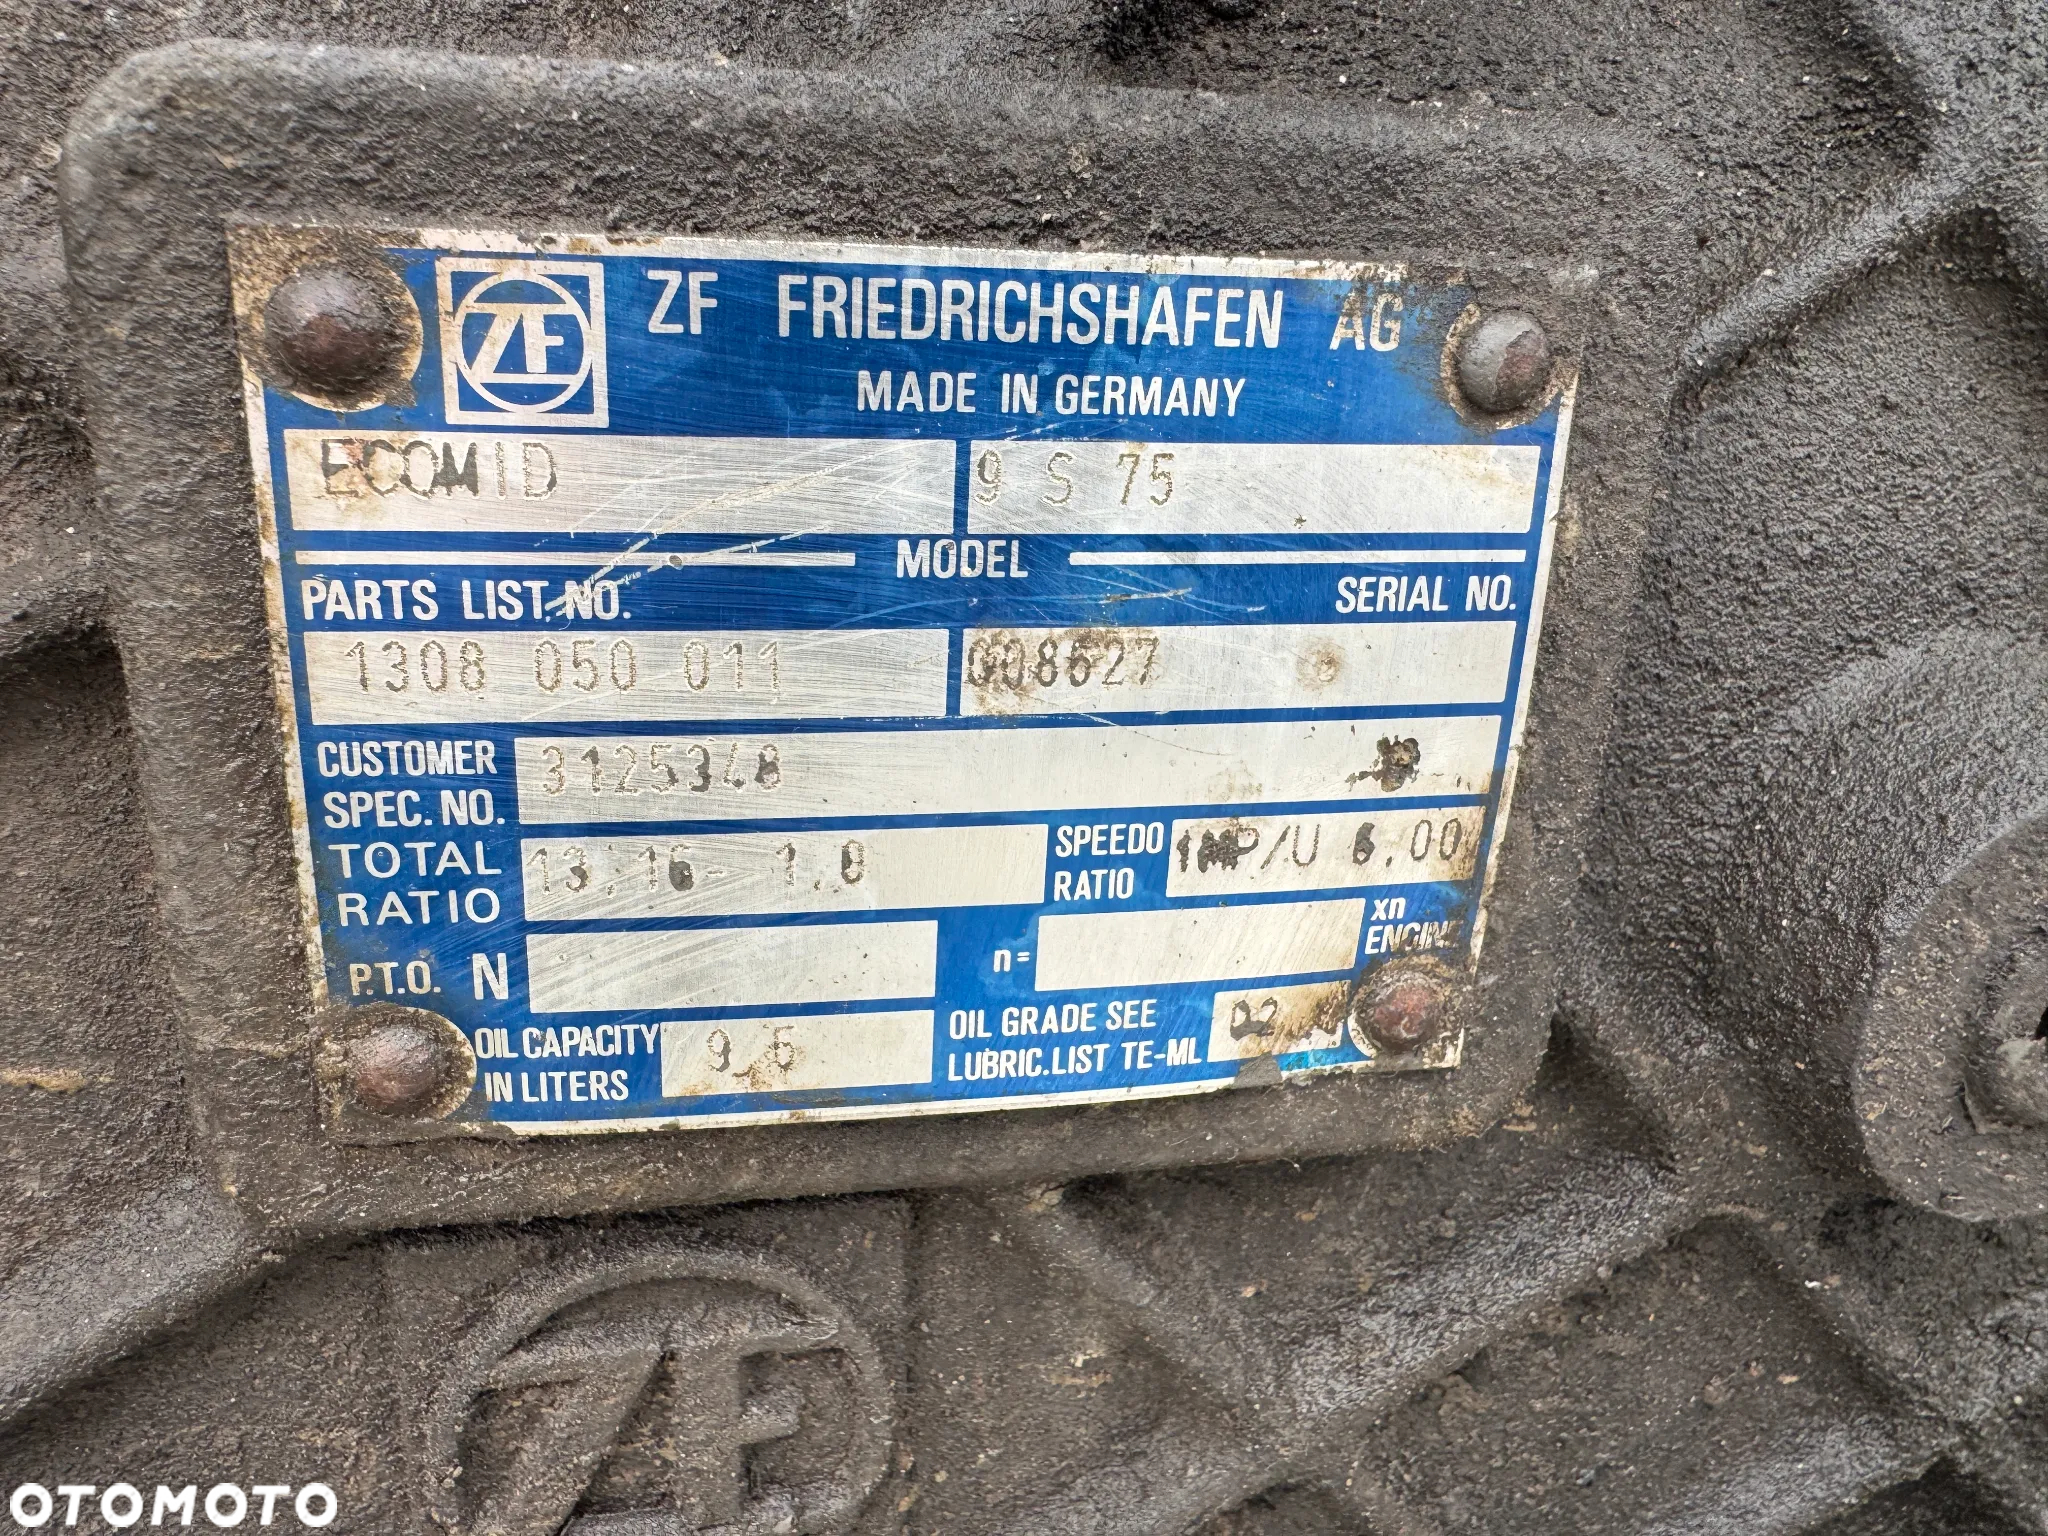 ZF
ZF FRIEDRICHSHAFEN AG
MADE IN GERMANY
ECOMID 9 S 75
MODEL
PARTS LIST NO. SERIAL NO.
1308 050 011 008627
CUSTOMER SPEC. NO. 3125348
TOTAL RATIO 13,16- 1,0
SPEEDO RATIO IMP/U 6,00
P.T.O. N
n= xn ENGINE
OIL CAPACITY IN LITERS 9,5
OIL GRADE SEE LUBRIC. LIST TE-ML 02
ZF
OTOMOTO